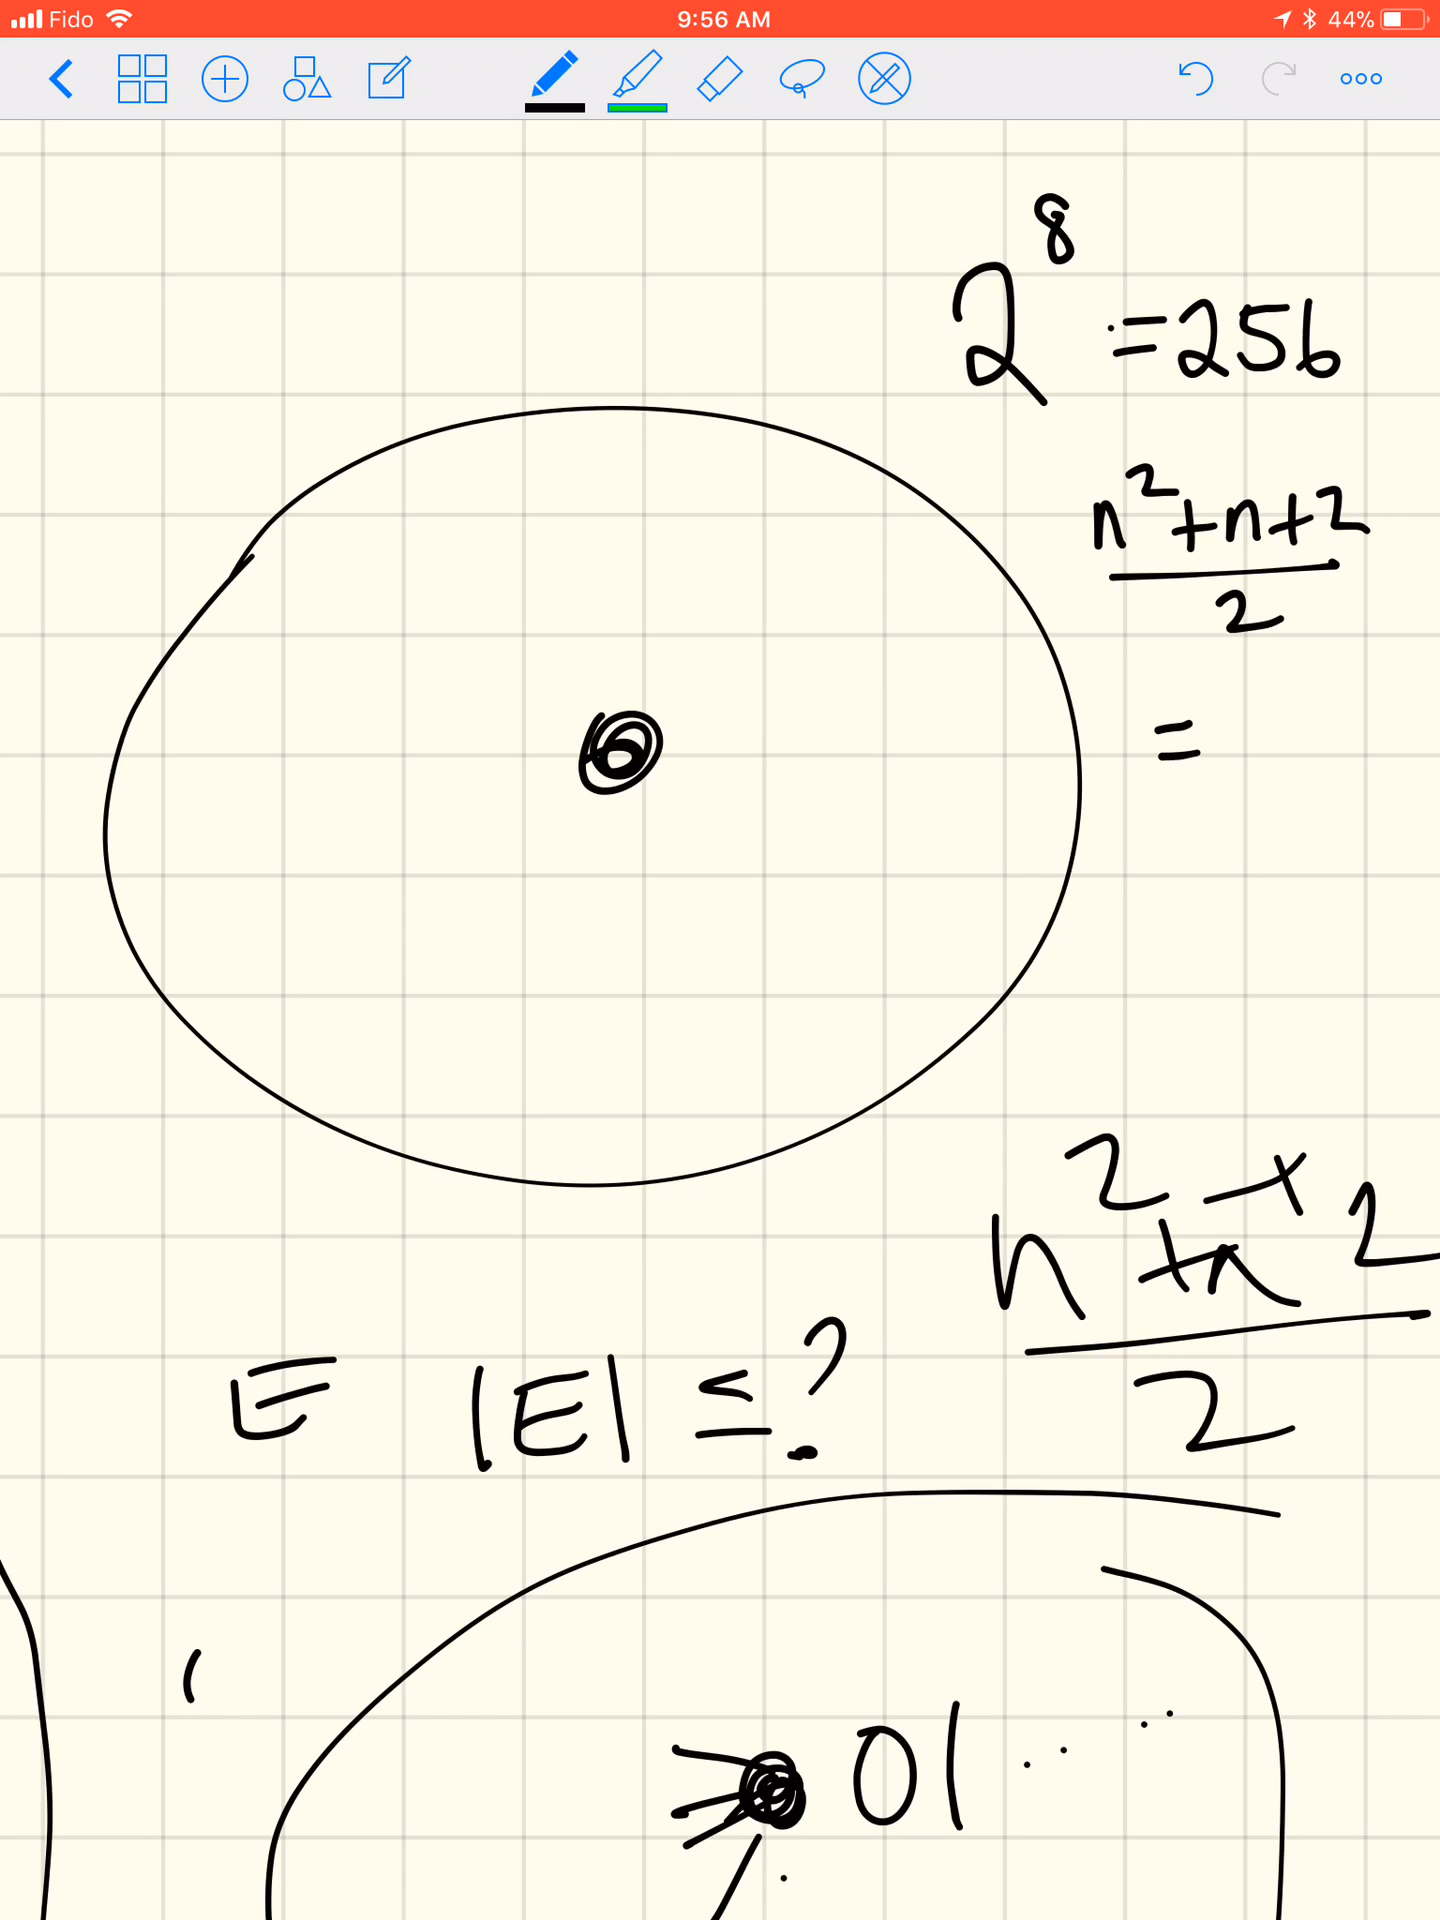 Fido 9:56 AM 44%
2^8 = 256
n^2+n+2
2
=
n^2+n 2
2
E |E| ≤ ?
01